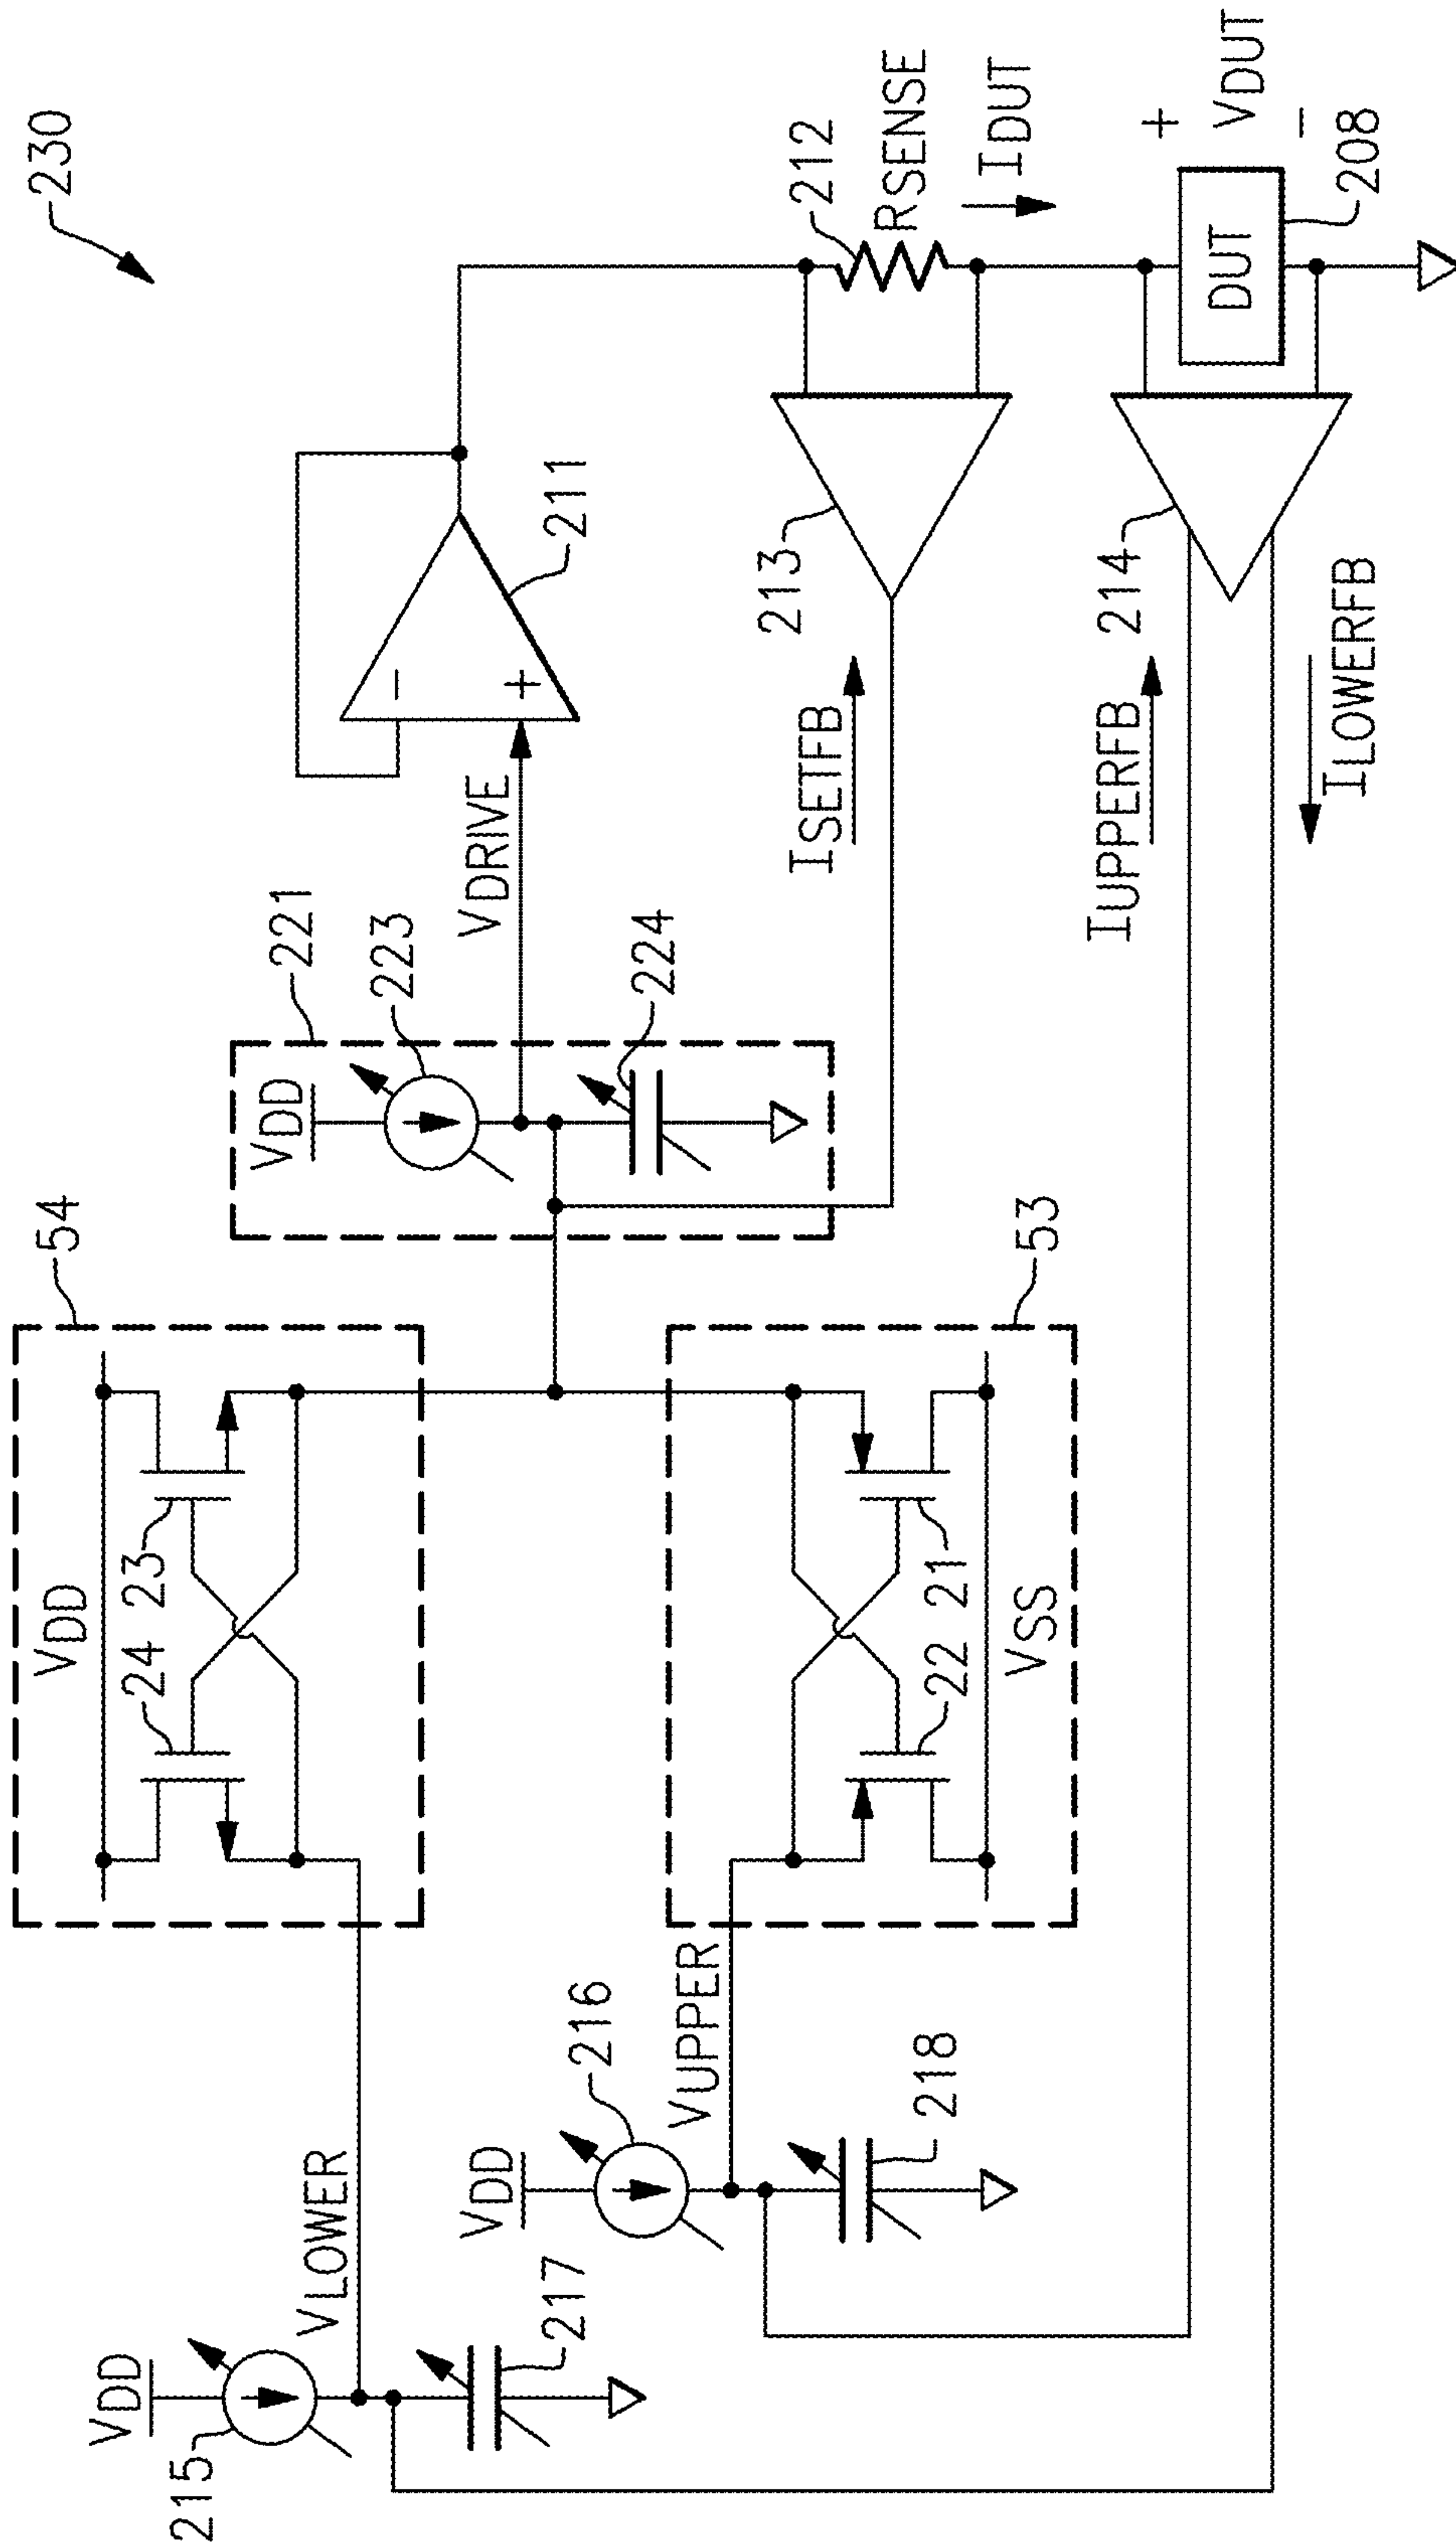 230
54
VDD
24
23
221
VDD
223
VDRIVE
224
−
+
211
VDD
215
VLOWER
217
VDD
216
VUPPER
218
53
22
21
VSS
ISETFB
213
212
RSENSE
IDUT
IUPPERFB
214
ILOWERFB
DUT
+
VDUT
−
208